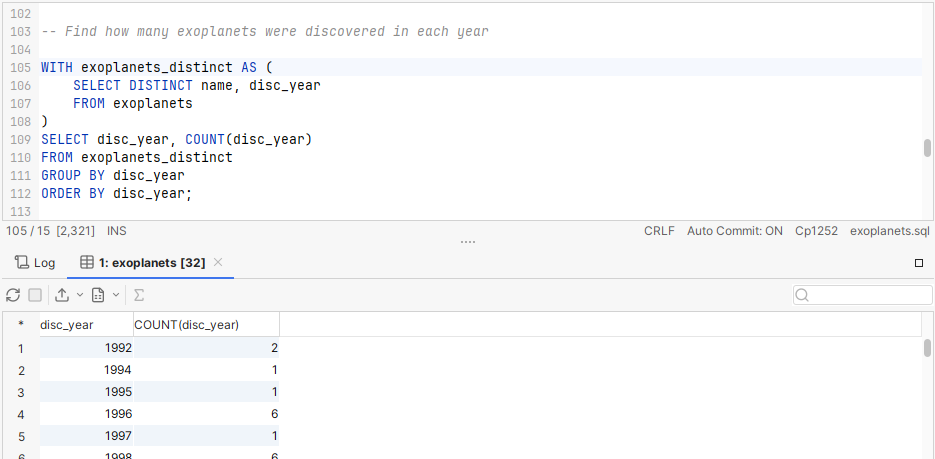 102
103 -- Find how many exoplanets were discovered in each year
104
105 WITH exoplanets_distinct AS (
106     SELECT DISTINCT name, disc_year
107     FROM exoplanets
108 )
109 SELECT disc_year, COUNT(disc_year)
110 FROM exoplanets_distinct
111 GROUP BY disc_year
112 ORDER BY disc_year;
113
105 / 15 [2,321] INS CRLF Auto Commit: ON Cp1252 exoplanets.sql
Log 1: exoplanets [32]
* disc_year COUNT(disc_year)
1 1992 2
2 1994 1
3 1995 1
4 1996 6
5 1997 1
6 1998 6